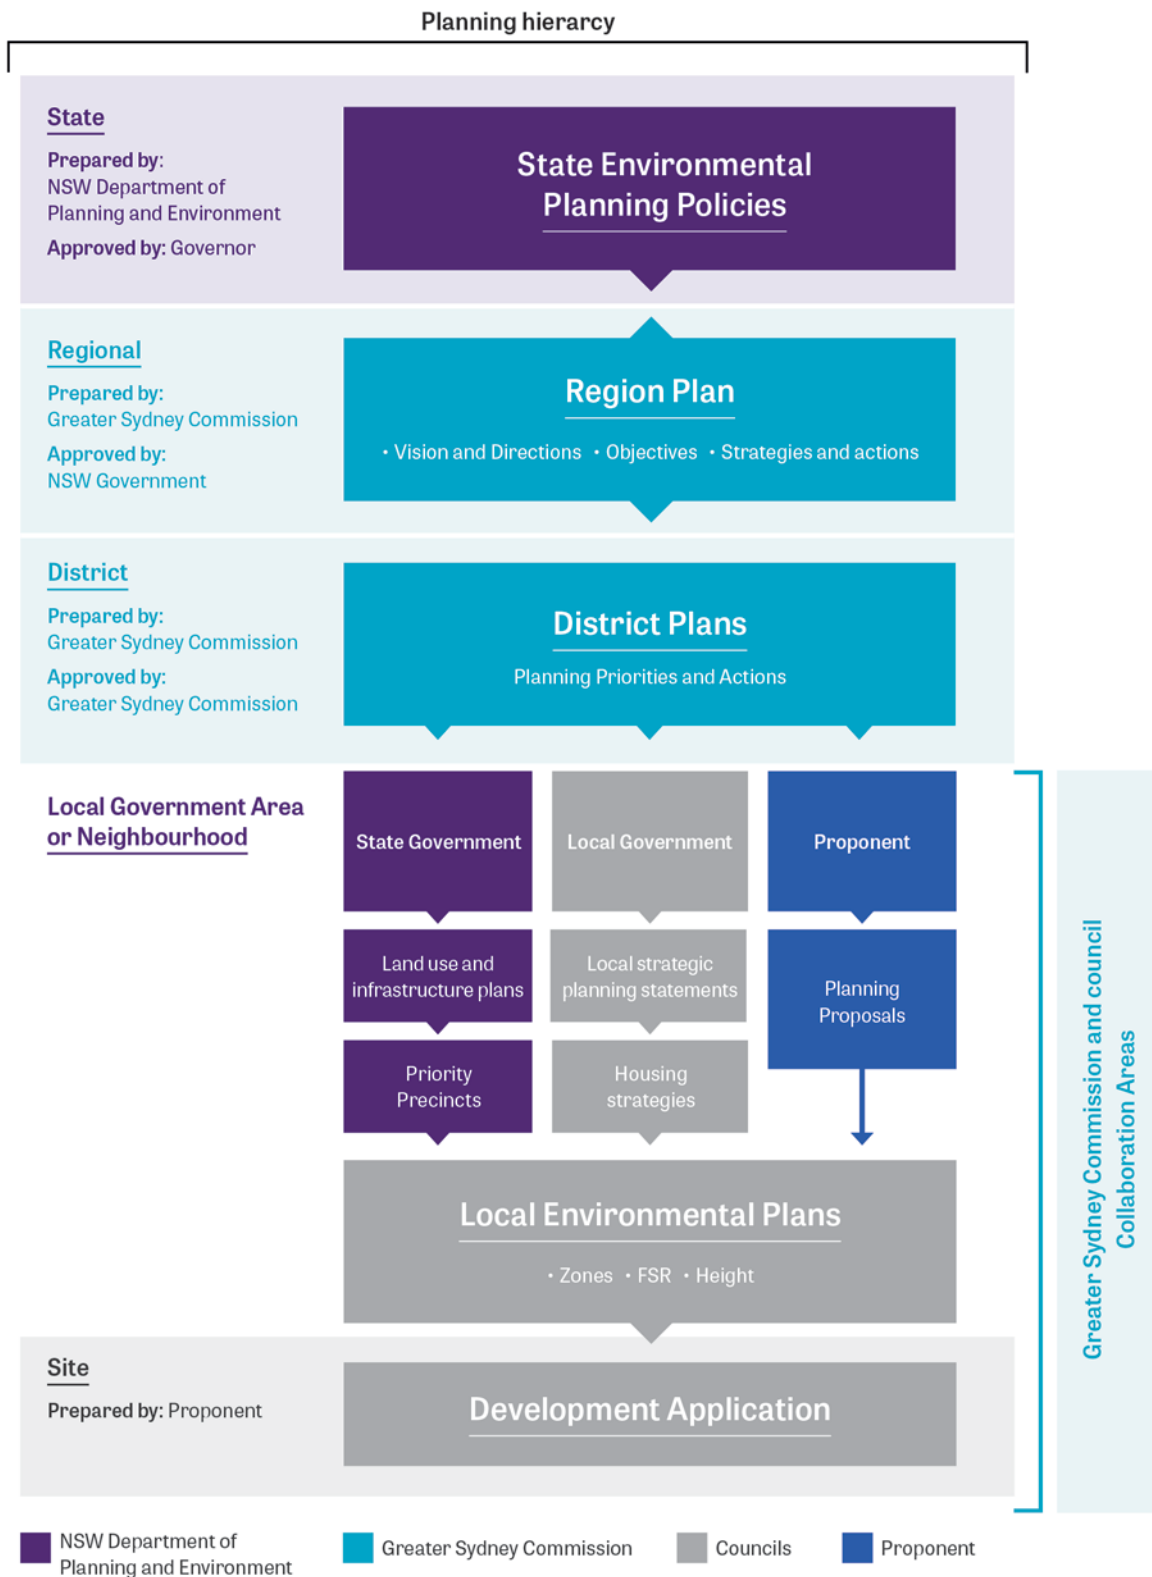 Planning hierarcy
State
Prepared by:
NSW Department of
Planning and Environment
Approved by: Governor
State Environmental
Planning Policies
Regional
Prepared by:
Greater Sydney Commission
Approved by:
NSW Government
Region Plan
• Vision and Directions • Objectives • Strategies and actions
District
Prepared by:
Greater Sydney Commission
Approved by:
Greater Sydney Commission
District Plans
Planning Priorities and Actions
Local Government Area
or Neighbourhood
State Government
Local Government
Proponent
Land use and
infrastructure plans
Local strategic
planning statements
Planning
Proposals
Priority
Precincts
Housing
strategies
Local Environmental Plans
• Zones • FSR • Height
Greater Sydney Commission and council
Collaboration Areas
Site
Prepared by: Proponent
Development Application
NSW Department of
Planning and Environment
Greater Sydney Commission
Councils
Proponent